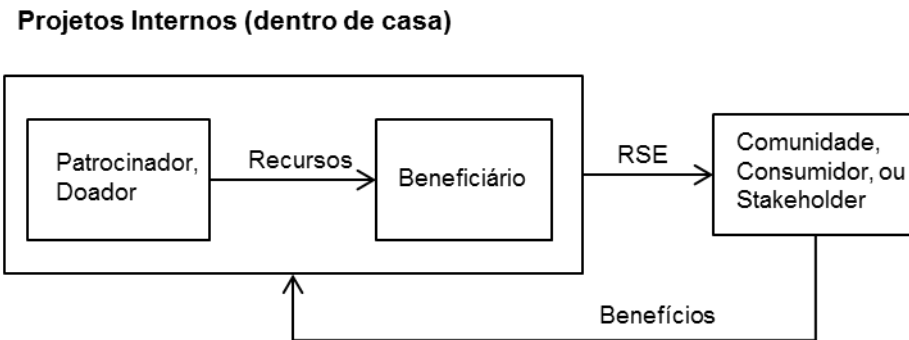 Projetos Internos (dentro de casa)
Patrocinador,
Doador
Recursos
Beneficiário
RSE
Comunidade,
Consumidor, ou
Stakeholder
Benefícios